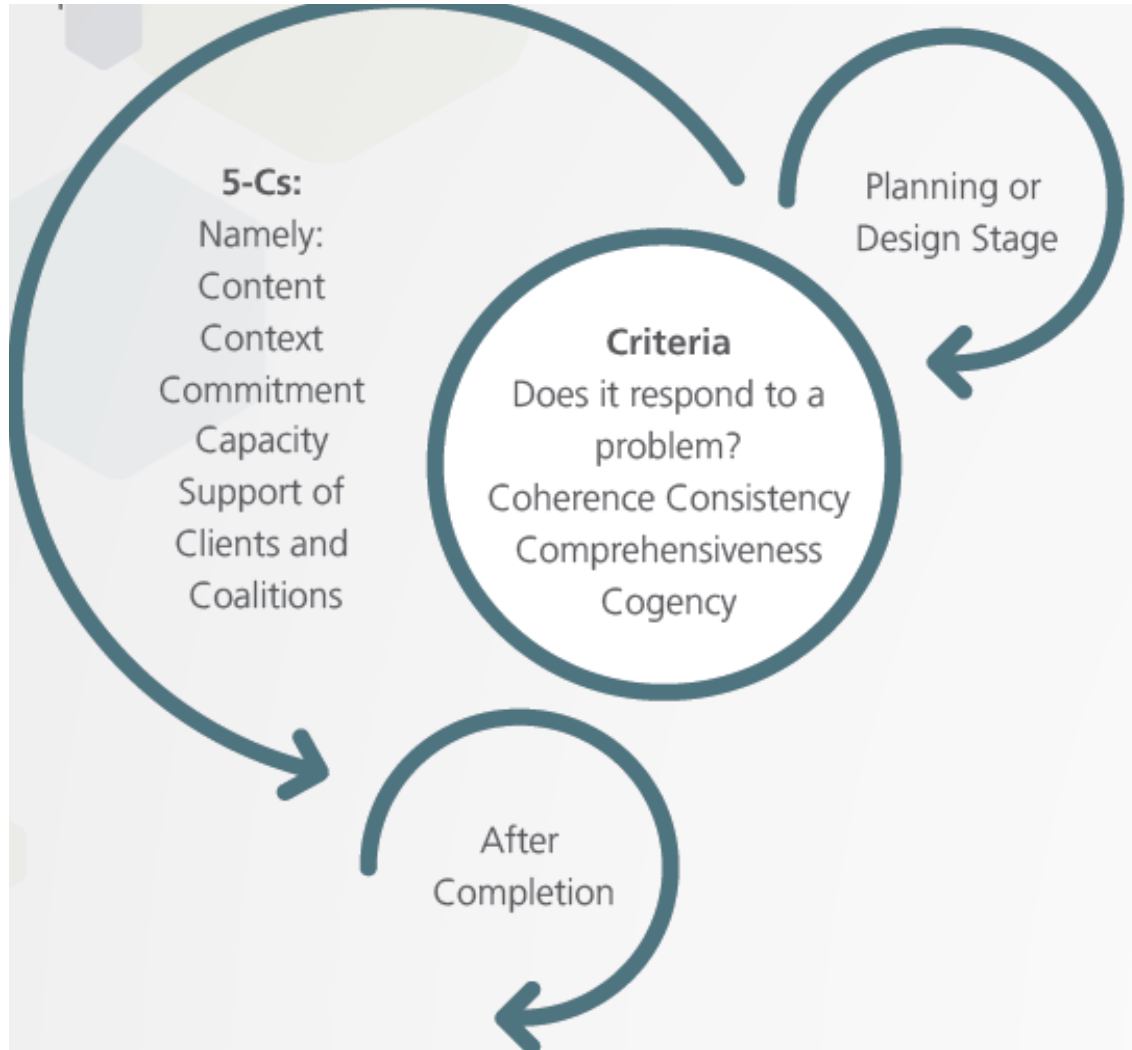 5-Cs:
Namely:
Content
Context
Commitment
Capacity
Support of
Clients and
Coalitions
Criteria
Does it respond to a
problem?
Coherence Consistency
Comprehensiveness
Cogency
Planning or
Design Stage
After
Completion